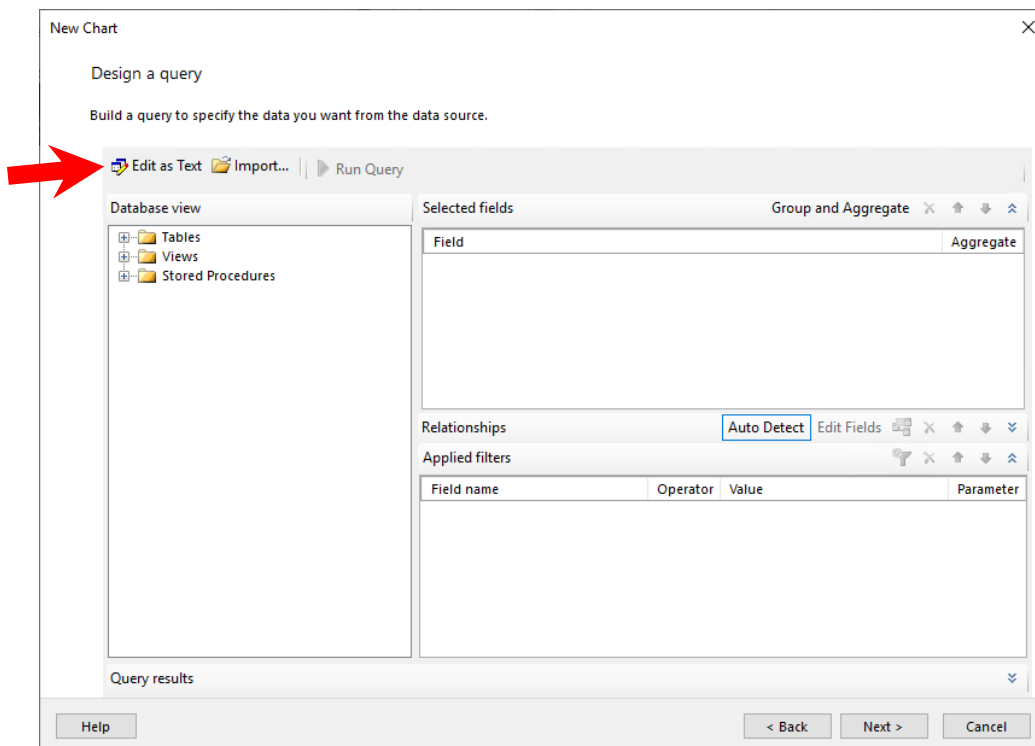 New Chart
Design a query
Build a query to specify the data you want from the data source.
Edit as Text Import... Run Query
Database view
Tables
Views
Stored Procedures
Selected fields Group and Aggregate
Field Aggregate
Relationships Auto Detect Edit Fields
Applied filters
Field name Operator Value Parameter
Query results
Help < Back Next > Cancel